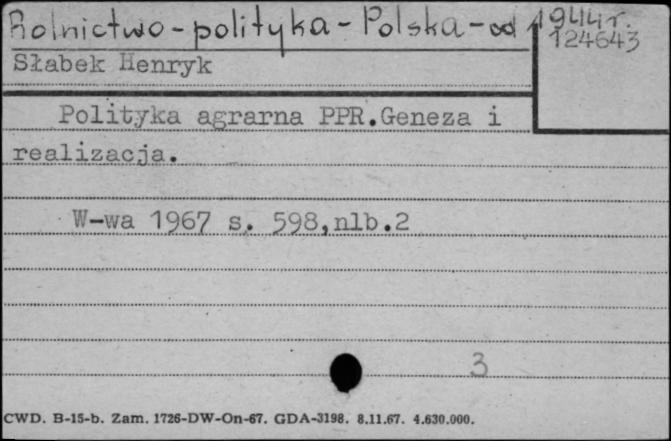 Rolnictwo - polityka - Polska - od 1944r.
124643
Słabek Henryk
Polityka agrarna PPR.Geneza i
realizacja.
W-wa 1967 s. 598,nlb.2
3
CWD. B-15-b. Zam. 1726-DW-On-67. GDA-3198. 8.11.67. 4.630.000.